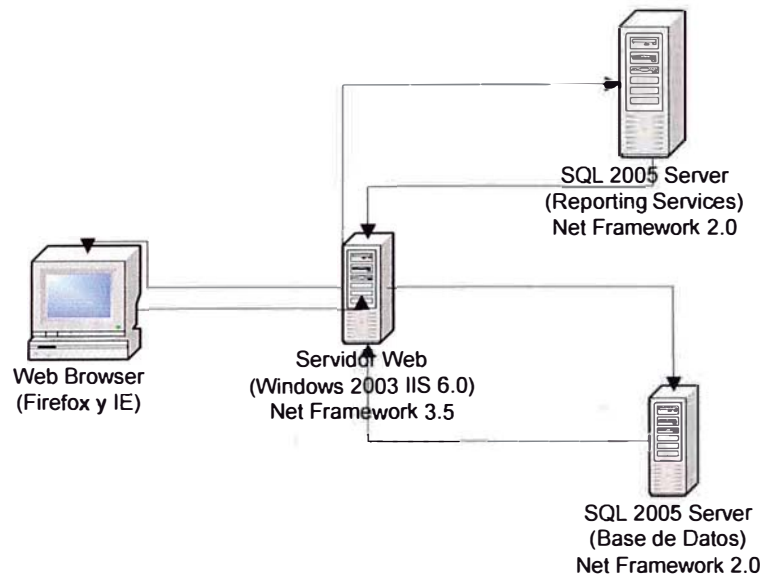 SQL 2005 Server
(Reporting Services)
Net Framework 2.0
Web Browser
(Firefox y IE)
Servidor Web
(Windows 2003 IIS 6.0)
Net Framework 3.5
SQL 2005 Server
(Base de Datos)
Net Framework 2.0